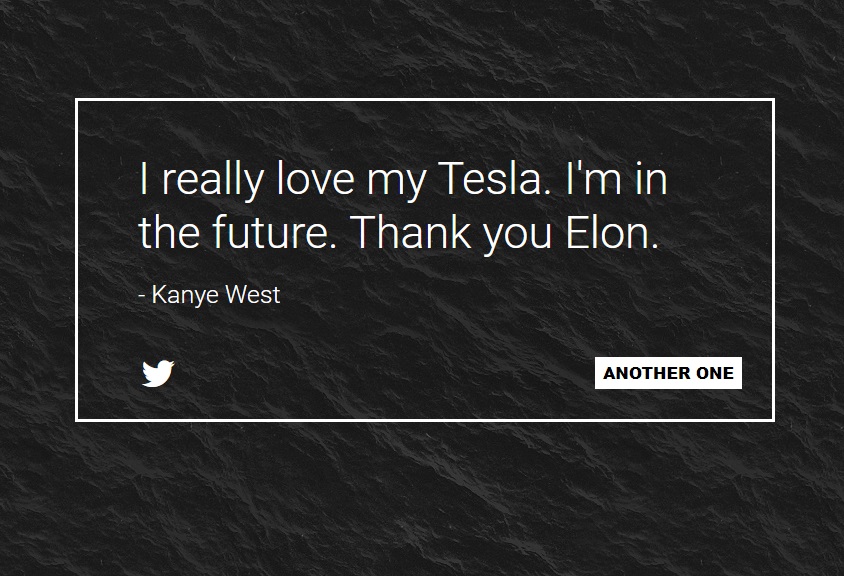 I really love my Tesla. I'm in
the future. Thank you Elon.
- Kanye West
ANOTHER ONE